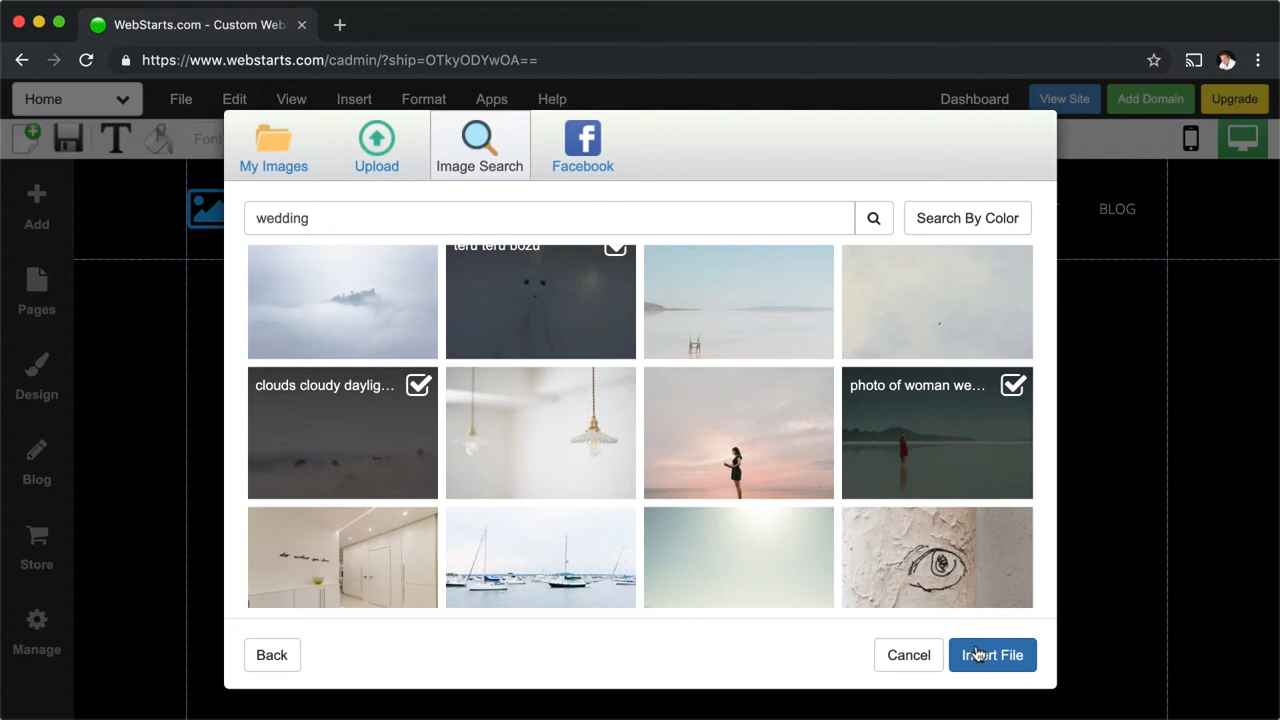 WebStarts.com - Custom Web
https://www.webstarts.com/cadmin/?ship=OTkyODYwOA==
Home File Edit View Insert Format Apps Help Dashboard View Site Add Domain Upgrade
T Font
My Images Upload Image Search Facebook
wedding Search By Color
BLOG
Add
Pages
Design
Blog
Store
Manage
teru teru bozu
clouds cloudy daylig... photo of woman we...
Back Cancel Insert File